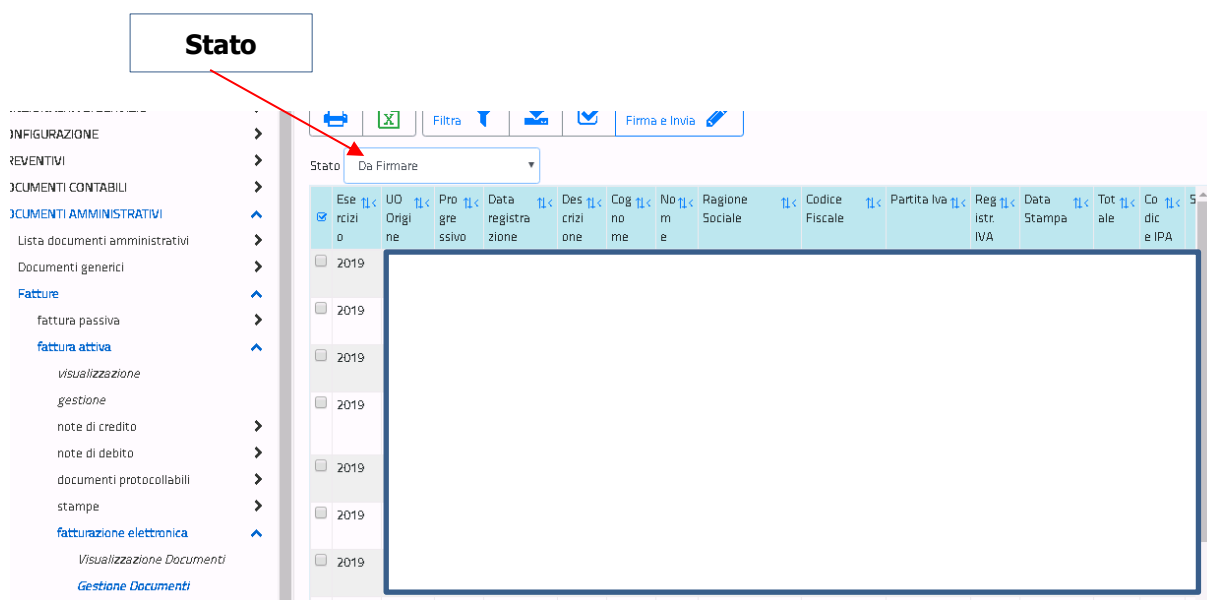 Stato
ONFIGURAZIONE
REVENTIVI
OCUMENTI CONTABILI
OCUMENTI AMMINISTRATIVI
Lista documenti amministrativi
Documenti generici
Fatture
fattura passiva
fattura attiva
visualizzazione
gestione
note di credito
note di debito
documenti protocollabili
stampe
fatturazione elettronica
Visualizzazione Documenti
Gestione Documenti
Filtra
Firma e Invia
Stato Da Firmare
Ese UO Pro Data Des Cog No Ragione Codice Partita Iva Reg Data Tot Co S
rcizi Origi gre registra crizi no m Sociale Fiscale istr. Stampa ale dic
o ne ssivo zione one me e IVA e IPA
2019
2019
2019
2019
2019
2019
2019